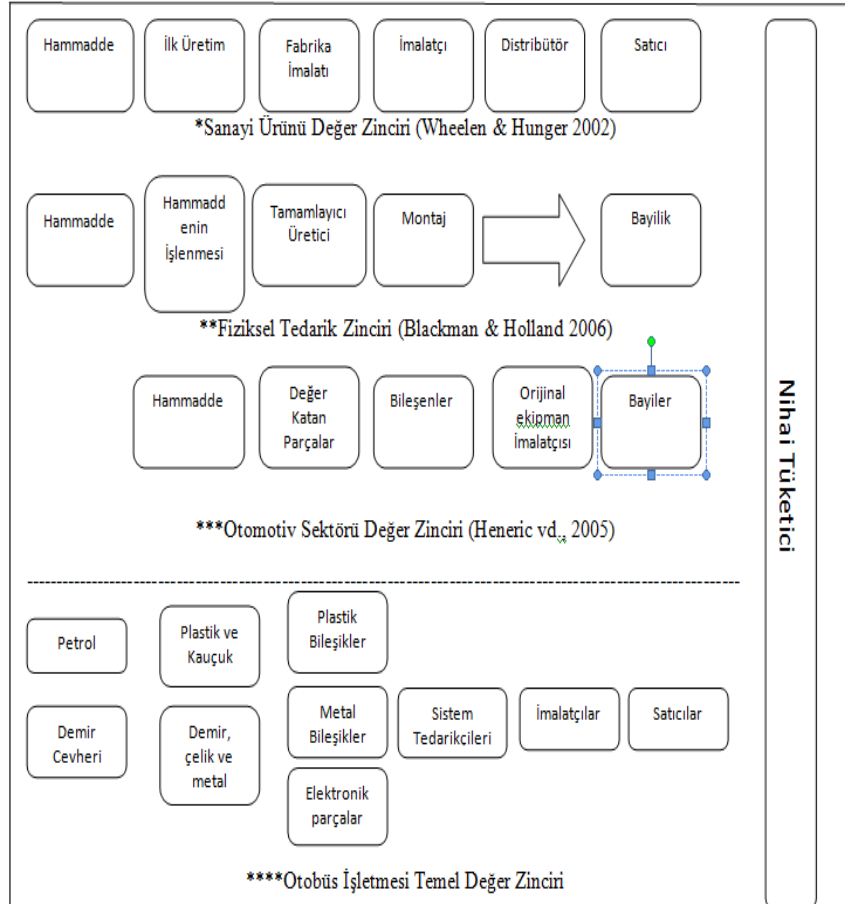 Hammadde
İlk Üretim
Fabrika
İmalatı
İmalatçı
Distribütör
Satıcı
*Sanayi Ürünü Değer Zinciri (Wheelen & Hunger 2002)
Hammadde
Hammadd
enin
İşlenmesi
Tamamlayıcı
Üretici
Montaj
Bayilik
**Fiziksel Tedarik Zinciri (Blackman & Holland 2006)
Hammadde
Değer
Katan
Parçalar
Bileşenler
Orijinal
ekipman
İmalatçısı
Bayiler
***Otomotiv Sektörü Değer Zinciri (Heneric vd., 2005)
Petrol
Plastik ve
Kauçuk
Plastik
Bileşikler
Demir
Cevheri
Demir,
çelik ve
metal
Metal
Bileşikler
Sistem
Tedarikçileri
İmalatçılar
Satıcılar
Elektronik
parçalar
****Otobüs İşletmesi Temel Değer Zinciri
Nihai Tüketici